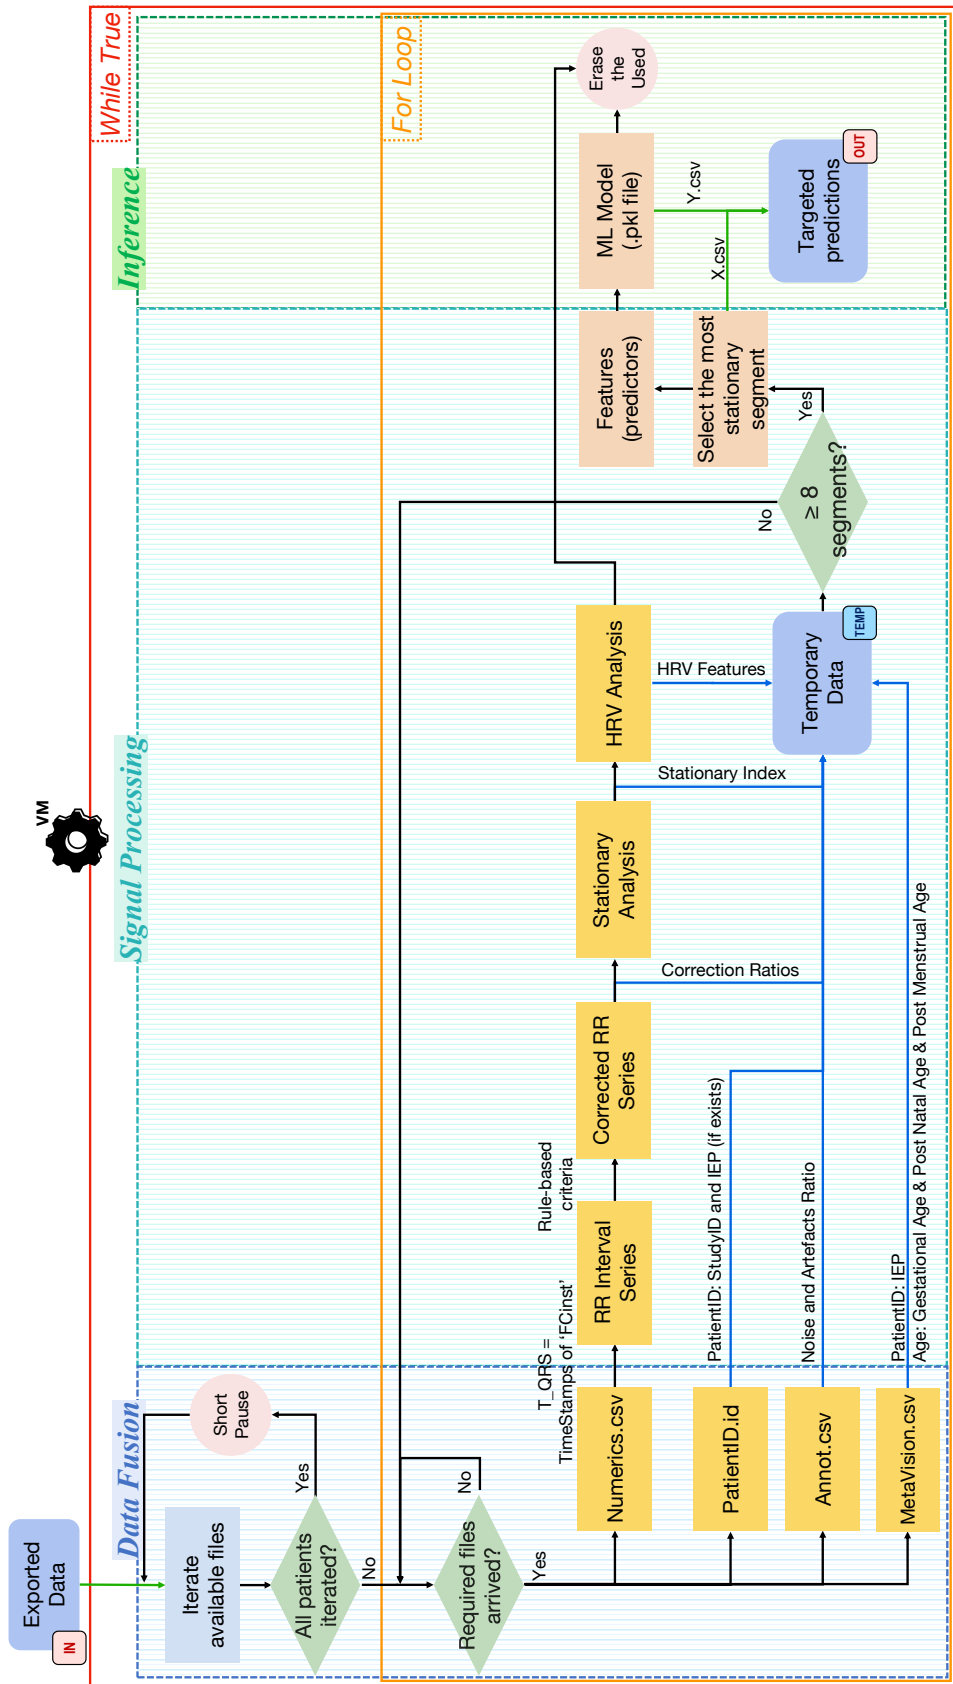 VM
While True
For Loop
Data Fusion
Signal Processing
Inference
Exported
Data
IN
Iterate
available files
Short
Pause
All patients
iterated?
Yes
No
Required files
arrived?
No
Yes
T_QRS =
TimeStamps of 'FCinst'
Numerics.csv
PatientID.id
Annot.csv
MetaVision.csv
RR Interval
Series
Rule-based
criteria
Corrected RR
Series
Correction Ratios
Stationary
Analysis
Stationary Index
HRV Analysis
HRV Features
PatientID: StudyID and IEP (if exists)
Noise and Artefacts Ratio
PatientID: IEP
Age: Gestational Age & Post Natal Age & Post Menstrual Age
Temporary
Data
TEMP
≥ 8
segments?
No
Yes
Select the most
stationary
segment
Features
(predictors)
ML Model
(.pkl file)
Erase
the
Used
X.csv
Y.csv
Targeted
predictions
OUT